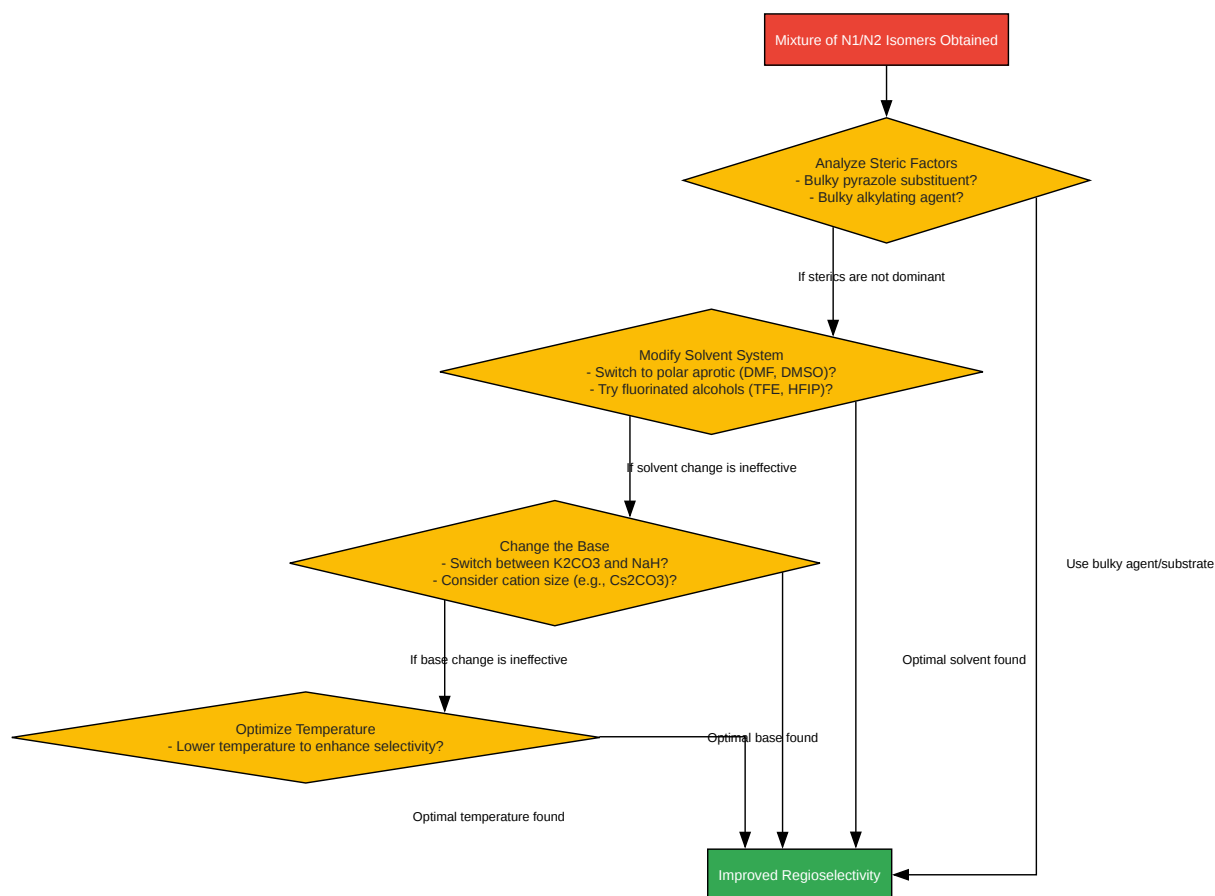 Mixture of N1/N2 Isomers Obtained
Analyze Steric Factors
- Bulky pyrazole substituent?
- Bulky alkylating agent?
If sterics are not dominant
Modify Solvent System
- Switch to polar aprotic (DMF, DMSO)?
- Try fluorinated alcohols (TFE, HFIP)?
If solvent change is ineffective
Change the Base
- Switch between K2CO3 and NaH?
- Consider cation size (e.g., Cs2CO3)?
Use bulky agent/substrate
If base change is ineffective
Optimal solvent found
Optimize Temperature
- Lower temperature to enhance selectivity?
Optimal base found
Optimal temperature found
Improved Regioselectivity